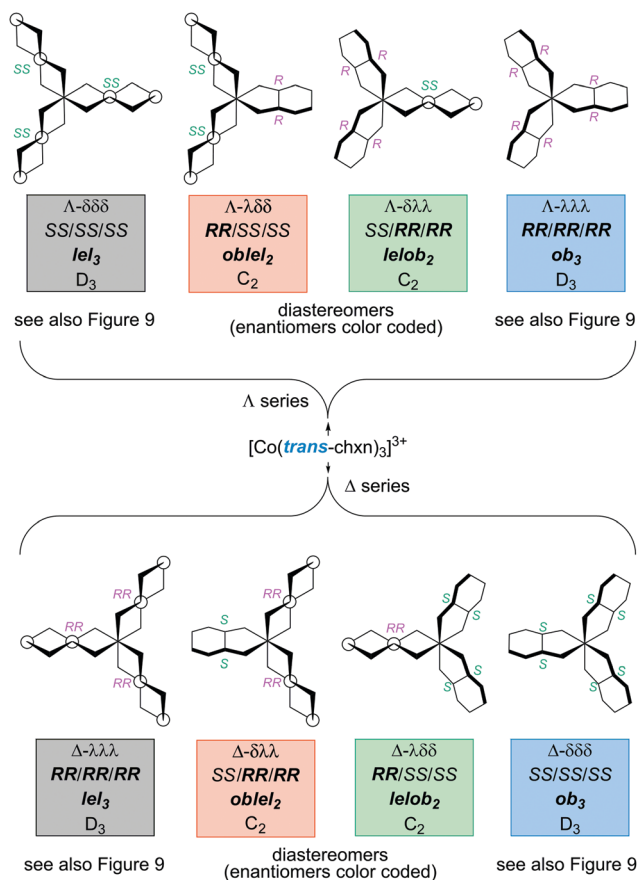 SS
SS
SS
SS
SS
R
R
R
R
R
R
SS
R
R
R
R
R
R
Λ-δδδ
SS/SS/SS
lel3
D3
Λ-λδδ
RR/SS/SS
oblel2
C2
Λ-δλλ
SS/RR/RR
lelob2
C2
Λ-λλλ
RR/RR/RR
ob3
D3
see also Figure 9
diastereomers
(enantiomers color coded)
see also Figure 9
Λ series
[Co(trans-chxn)3]3+
Δ series
RR
RR
RR
RR
S
S
RR
RR
S
S
S
S
S
S
S
S
S
S
Δ-λλλ
RR/RR/RR
lel3
D3
Δ-δλλ
SS/RR/RR
oblel2
C2
Δ-λδδ
RR/SS/SS
lelob2
C2
Δ-δδδ
SS/SS/SS
ob3
D3
see also Figure 9
diastereomers
(enantiomers color coded)
see also Figure 9